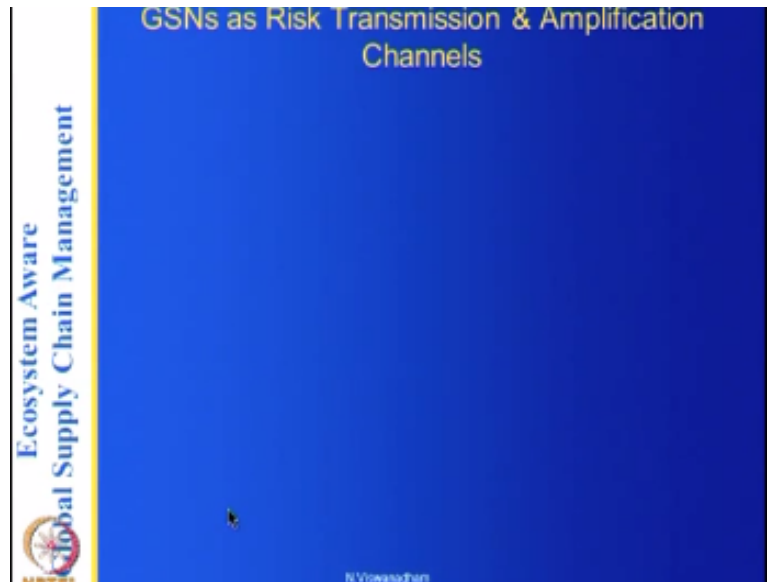 GSNs as Risk Transmission & Amplification
Channels
Ecosystem Aware
Global Supply Chain Management
N.Viswanadham